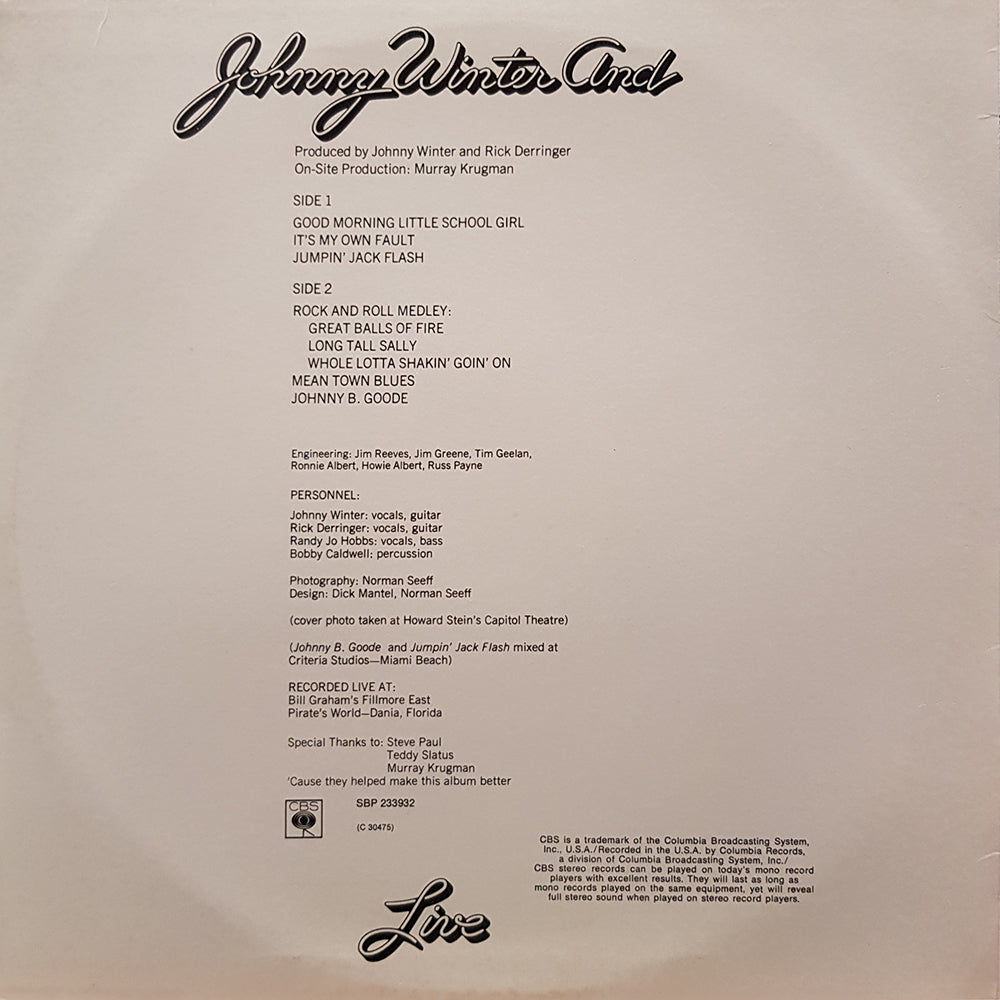 Johnny Winter And
Produced by Johnny Winter and Rick Derringer
On-Site Production: Murray Krugman
SIDE 1
GOOD MORNING LITTLE SCHOOL GIRL
IT'S MY OWN FAULT
JUMPIN' JACK FLASH
SIDE 2
ROCK AND ROLL MEDLEY:
GREAT BALLS OF FIRE
LONG TALL SALLY
WHOLE LOTTA SHAKIN' GOIN' ON
MEAN TOWN BLUES
JOHNNY B. GOODE
Engineering: Jim Reeves, Jim Greene, Tim Geelan,
Ronnie Albert, Howie Albert, Russ Payne
PERSONNEL:
Johnny Winter: vocals, guitar
Rick Derringer: vocals, guitar
Randy Jo Hobbs: vocals, bass
Bobby Caldwell: percussion
Photography: Norman Seeff
Design: Dick Mantel, Norman Seeff
(cover photo taken at Howard Stein's Capitol Theatre)
(Johnny B. Goode and Jumpin' Jack Flash mixed at
Criteria Studios—Miami Beach)
RECORDED LIVE AT:
Bill Graham's Fillmore East
Pirate's World—Dania, Florida
Special Thanks to: Steve Paul
Teddy Slatus
Murray Krugman
'Cause they helped make this album better
CBS
SBP 233932
(C 30475)
CBS is a trademark of the Columbia Broadcasting System,
Inc., U.S.A./Recorded in the U.S.A. by Columbia Records,
a division of Columbia Broadcasting System, Inc./
CBS stereo records can be played on today's mono record
players with excellent results. They will last as long as
mono records played on the same equipment, yet will reveal
full stereo sound when played on stereo record players.
Live